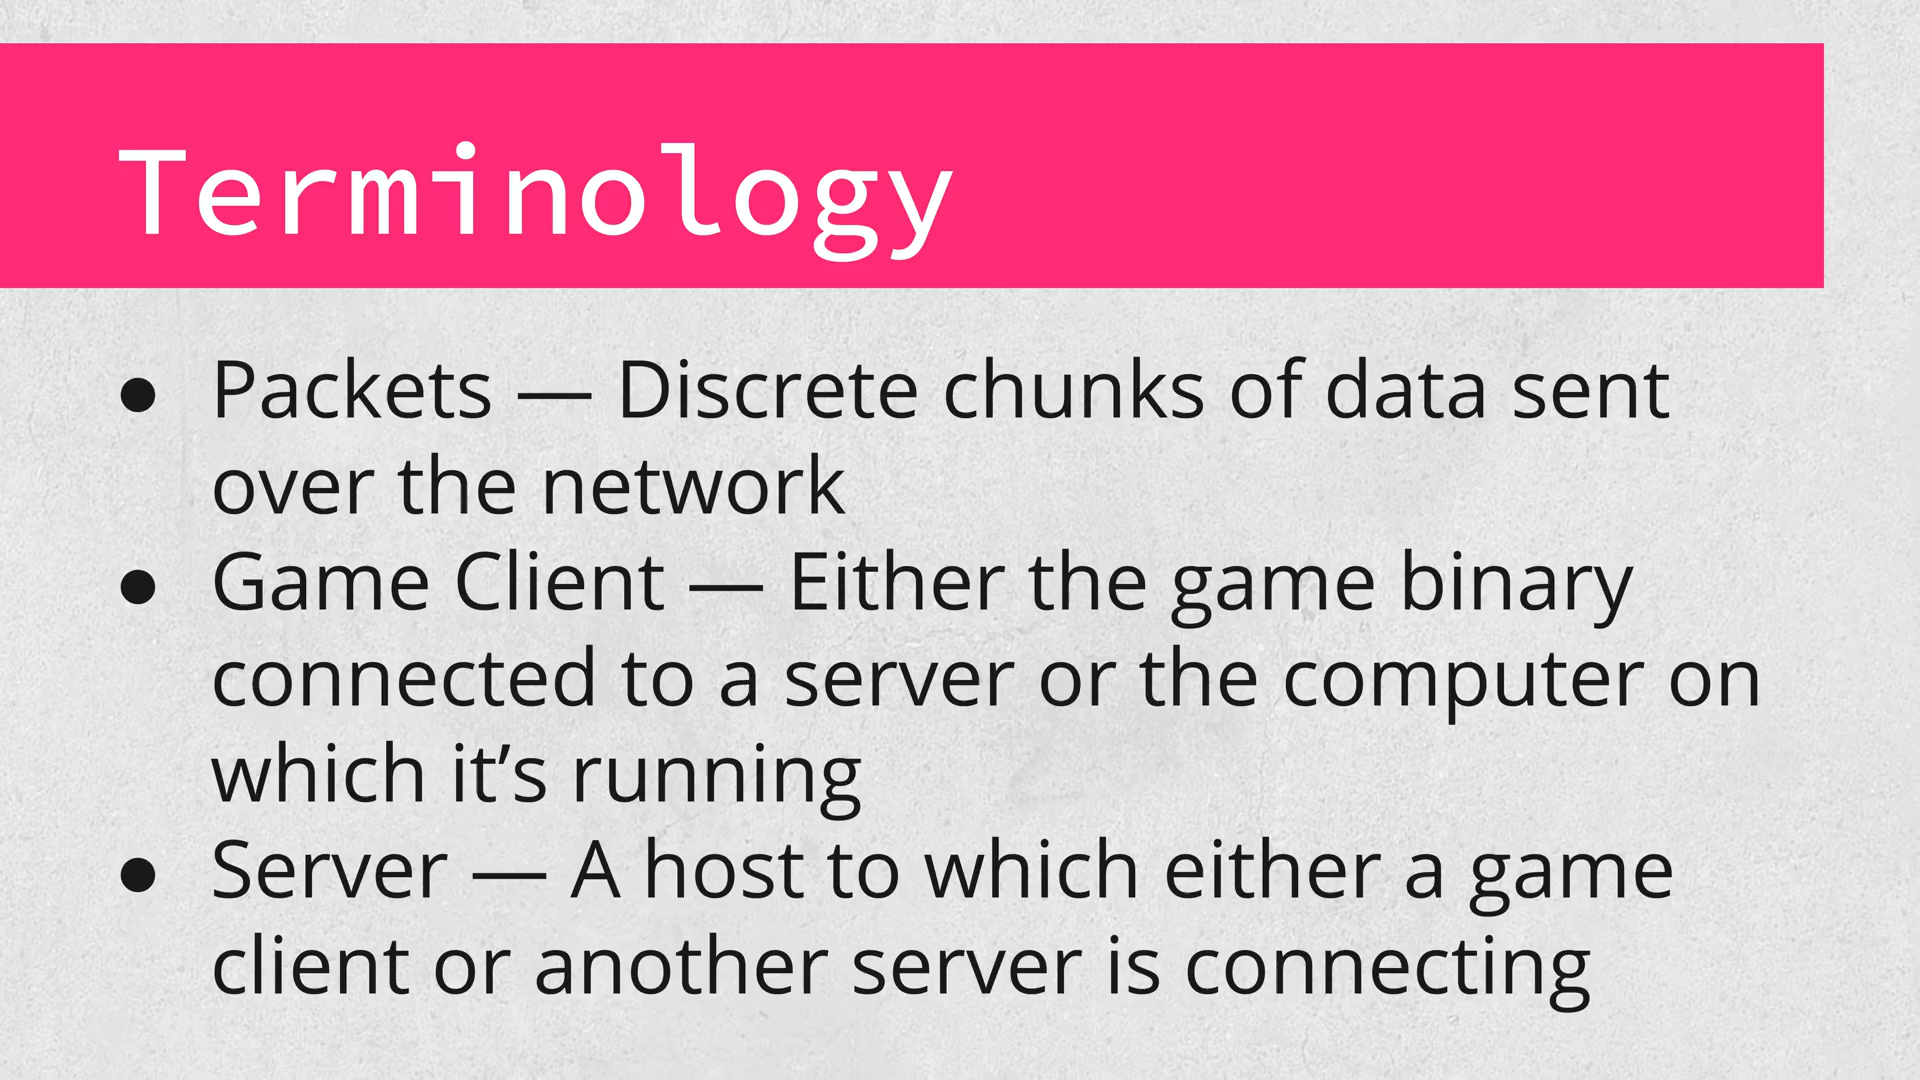 Terminology
● Packets — Discrete chunks of data sent
over the network
● Game Client — Either the game binary
connected to a server or the computer on
which it’s running
● Server — A host to which either a game
client or another server is connecting